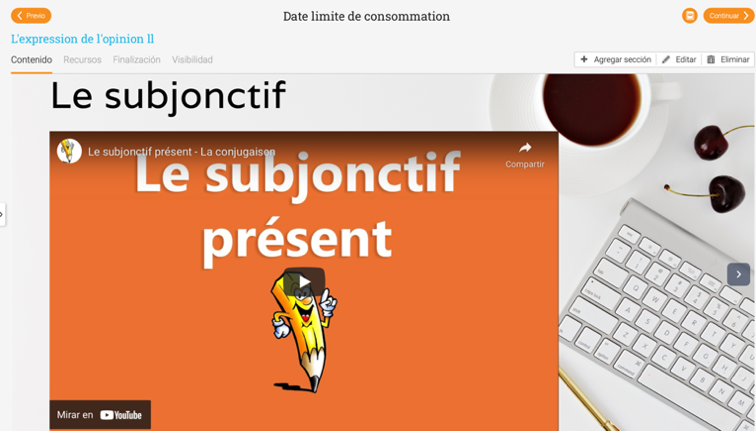 Previo
Date limite de consommation
Continuar
L'expression de l'opinion ll
Contenido Recursos Finalización Visibilidad
Agregar sección Editar Eliminar
Le subjonctif
Le subjonctif présent - La conjugaison
Compartir
Le subjonctif
présent
Mirar en YouTube